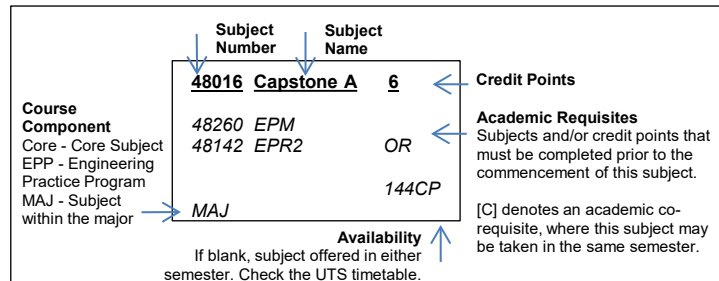 Subject Number
Subject Name
48016 Capstone A 6
Credit Points
48260 EPM
48142 EPR2 OR
144CP
MAJ
Course
Component
Core - Core Subject
EPP - Engineering
Practice Program
MAJ - Subject
within the major
Academic Requisites
Subjects and/or credit points that
must be completed prior to the
commencement of this subject.
[C] denotes an academic co-
requisite, where this subject may
be taken in the same semester.
Availability
If blank, subject offered in either
semester. Check the UTS timetable.